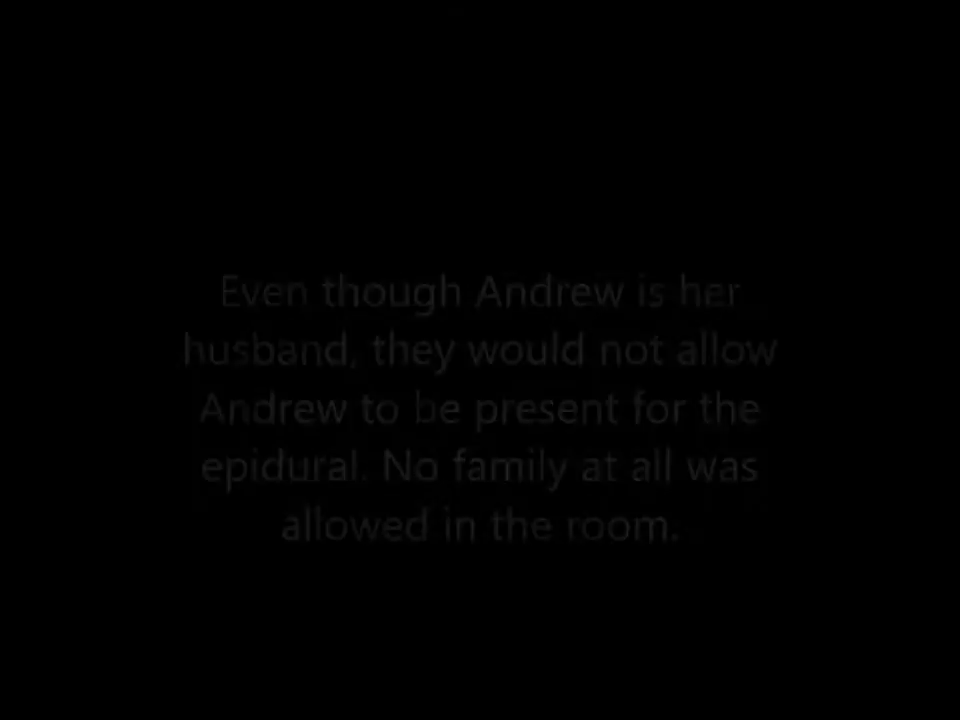 Even though Andrew is her
husband, they would not allow
Andrew to be present for the
epidural. No family at all was
allowed in the room.